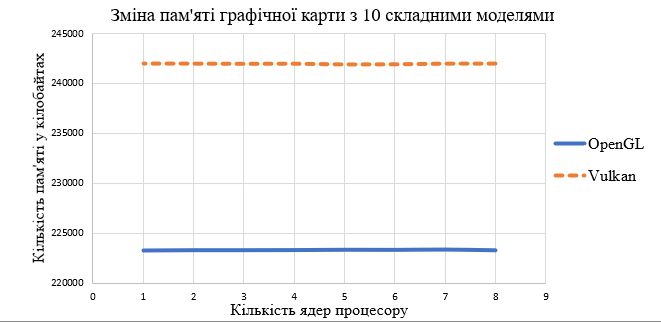 Зміна пам'яті графічної карти з 10 складними моделями
Кількість пам'яті у кілобайтах
245000
240000
235000
230000
225000
220000
0 1 2 3 4 5 6 7 8 9
Кількість ядер процесору
OpenGL
Vulkan